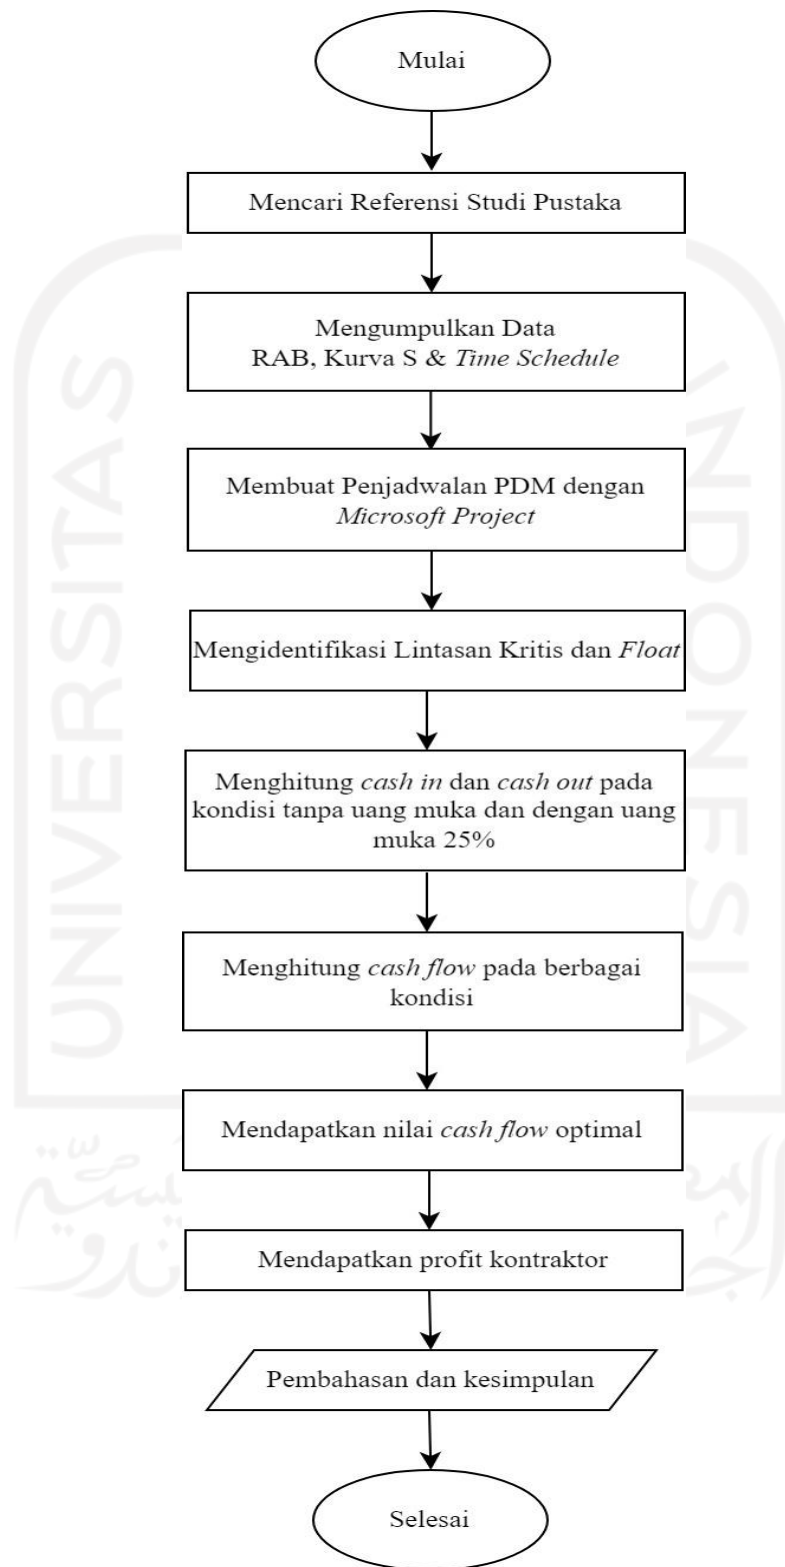 Mulai
Mencari Referensi Studi Pustaka
Mengumpulkan Data
RAB, Kurva S & Time Schedule
Membuat Penjadwalan PDM dengan
Microsoft Project
Mengidentifikasi Lintasan Kritis dan Float
Menghitung cash in dan cash out pada
kondisi tanpa uang muka dan dengan uang
muka 25%
Menghitung cash flow pada berbagai
kondisi
Mendapatkan nilai cash flow optimal
Mendapatkan profit kontraktor
Pembahasan dan kesimpulan
Selesai
UNIVERSITAS
NDONESIA